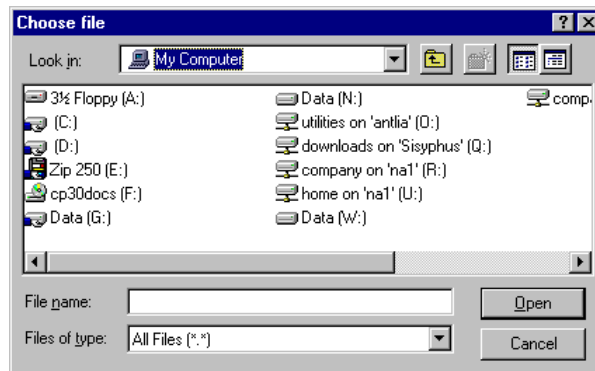 Choose file
Look in: My Computer
3½ Floppy (A:)
(C:)
(D:)
Zip 250 (E:)
cp30docs (F:)
Data (G:)
Data (N:)
utilities on 'antlia' (O:)
downloads on 'Sisyphus' (Q:)
company on 'na1' (R:)
home on 'na1' (U:)
Data (W:)
comp
File name:
Open
Files of type: All Files (*.*)
Cancel